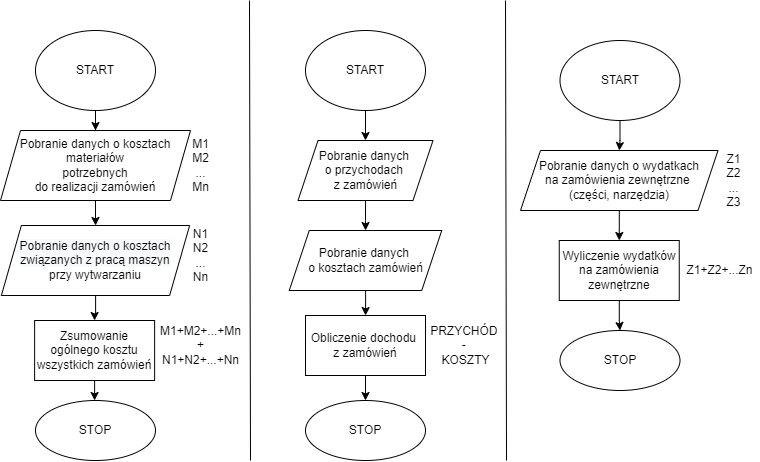 START
Pobranie danych o kosztach
materiałów
potrzebnych
do realizacji zamówień
M1
M2
...
Mn
Pobranie danych o kosztach
związanych z pracą maszyn
przy wytwarzaniu
N1
N2
...
Nn
Zsumowanie
ogólnego kosztu
wszystkich zamówień
M1+M2+...+Mn
+
N1+N2+...+Nn
STOP
START
Pobranie danych
o przychodach
z zamówień
Pobranie danych
o kosztach zamówień
Obliczenie dochodu
z zamówień
PRZYCHÓD
-
KOSZTY
STOP
START
Pobranie danych o wydatkach
na zamówienia zewnętrzne
(części, narzędzia)
Z1
Z2
...
Z3
Wyliczenie wydatków
na zamówienia
zewnętrzne
Z1+Z2+...Zn
STOP